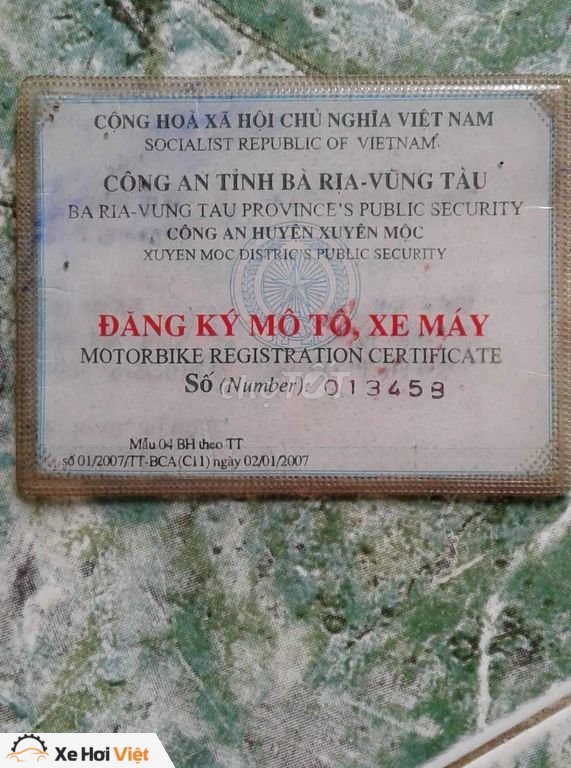 CỘNG HOÀ XÃ HỘI CHỦ NGHĨA VIỆT NAM
SOCIALIST REPUBLIC OF VIETNAM
CÔNG AN TỈNH BÀ RỊA-VŨNG TÀU
BA RIA-VUNG TAU PROVINCE'S PUBLIC SECURITY
CÔNG AN HUYỆN XUYÊN MỘC
XUYEN MOC DISTRIC'S PUBLIC SECURITY
ĐĂNG KÝ MÔ TÔ, XE MÁY
MOTORBIKE REGISTRATION CERTIFICATE
Số (Number): 013458
chợTỐT
Mẫu 04 BH theo TT
số 01/2007/TT-BCA(C11) ngày 02/01/2007
Xe Hơi Việt